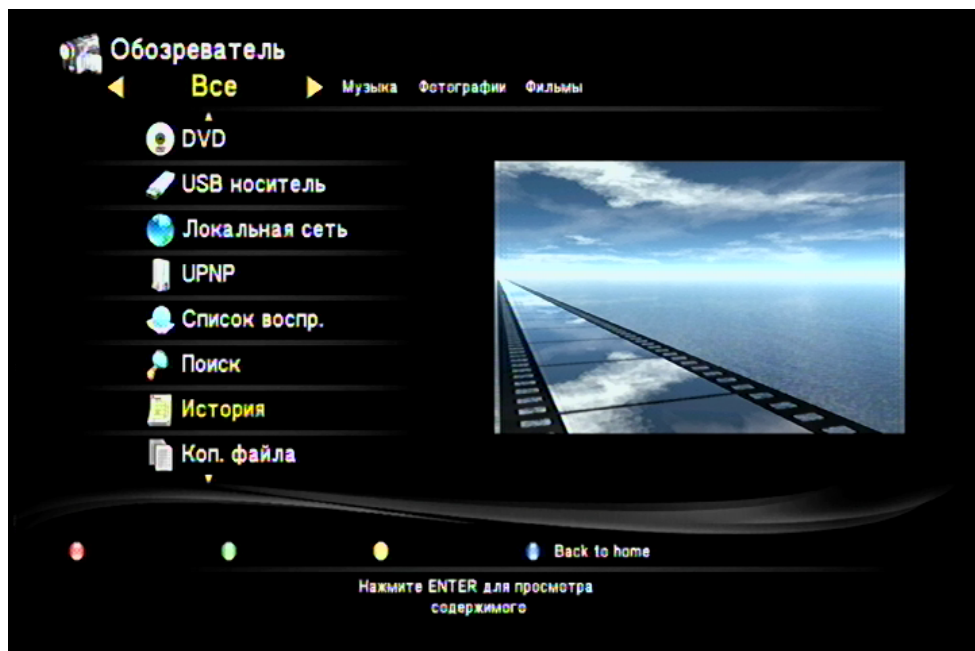 Обозреватель
Все Музыка Фотографии Фильмы
DVD
USB носитель
Локальная сеть
UPNP
Список воспр.
Поиск
История
Коп. файла
Back to home
Нажмите ENTER для просмотра
содержимого